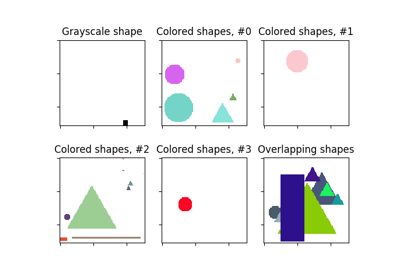 Grayscale shape
Colored shapes, #0
Colored shapes, #1
Colored shapes, #2
Colored shapes, #3
Overlapping shapes